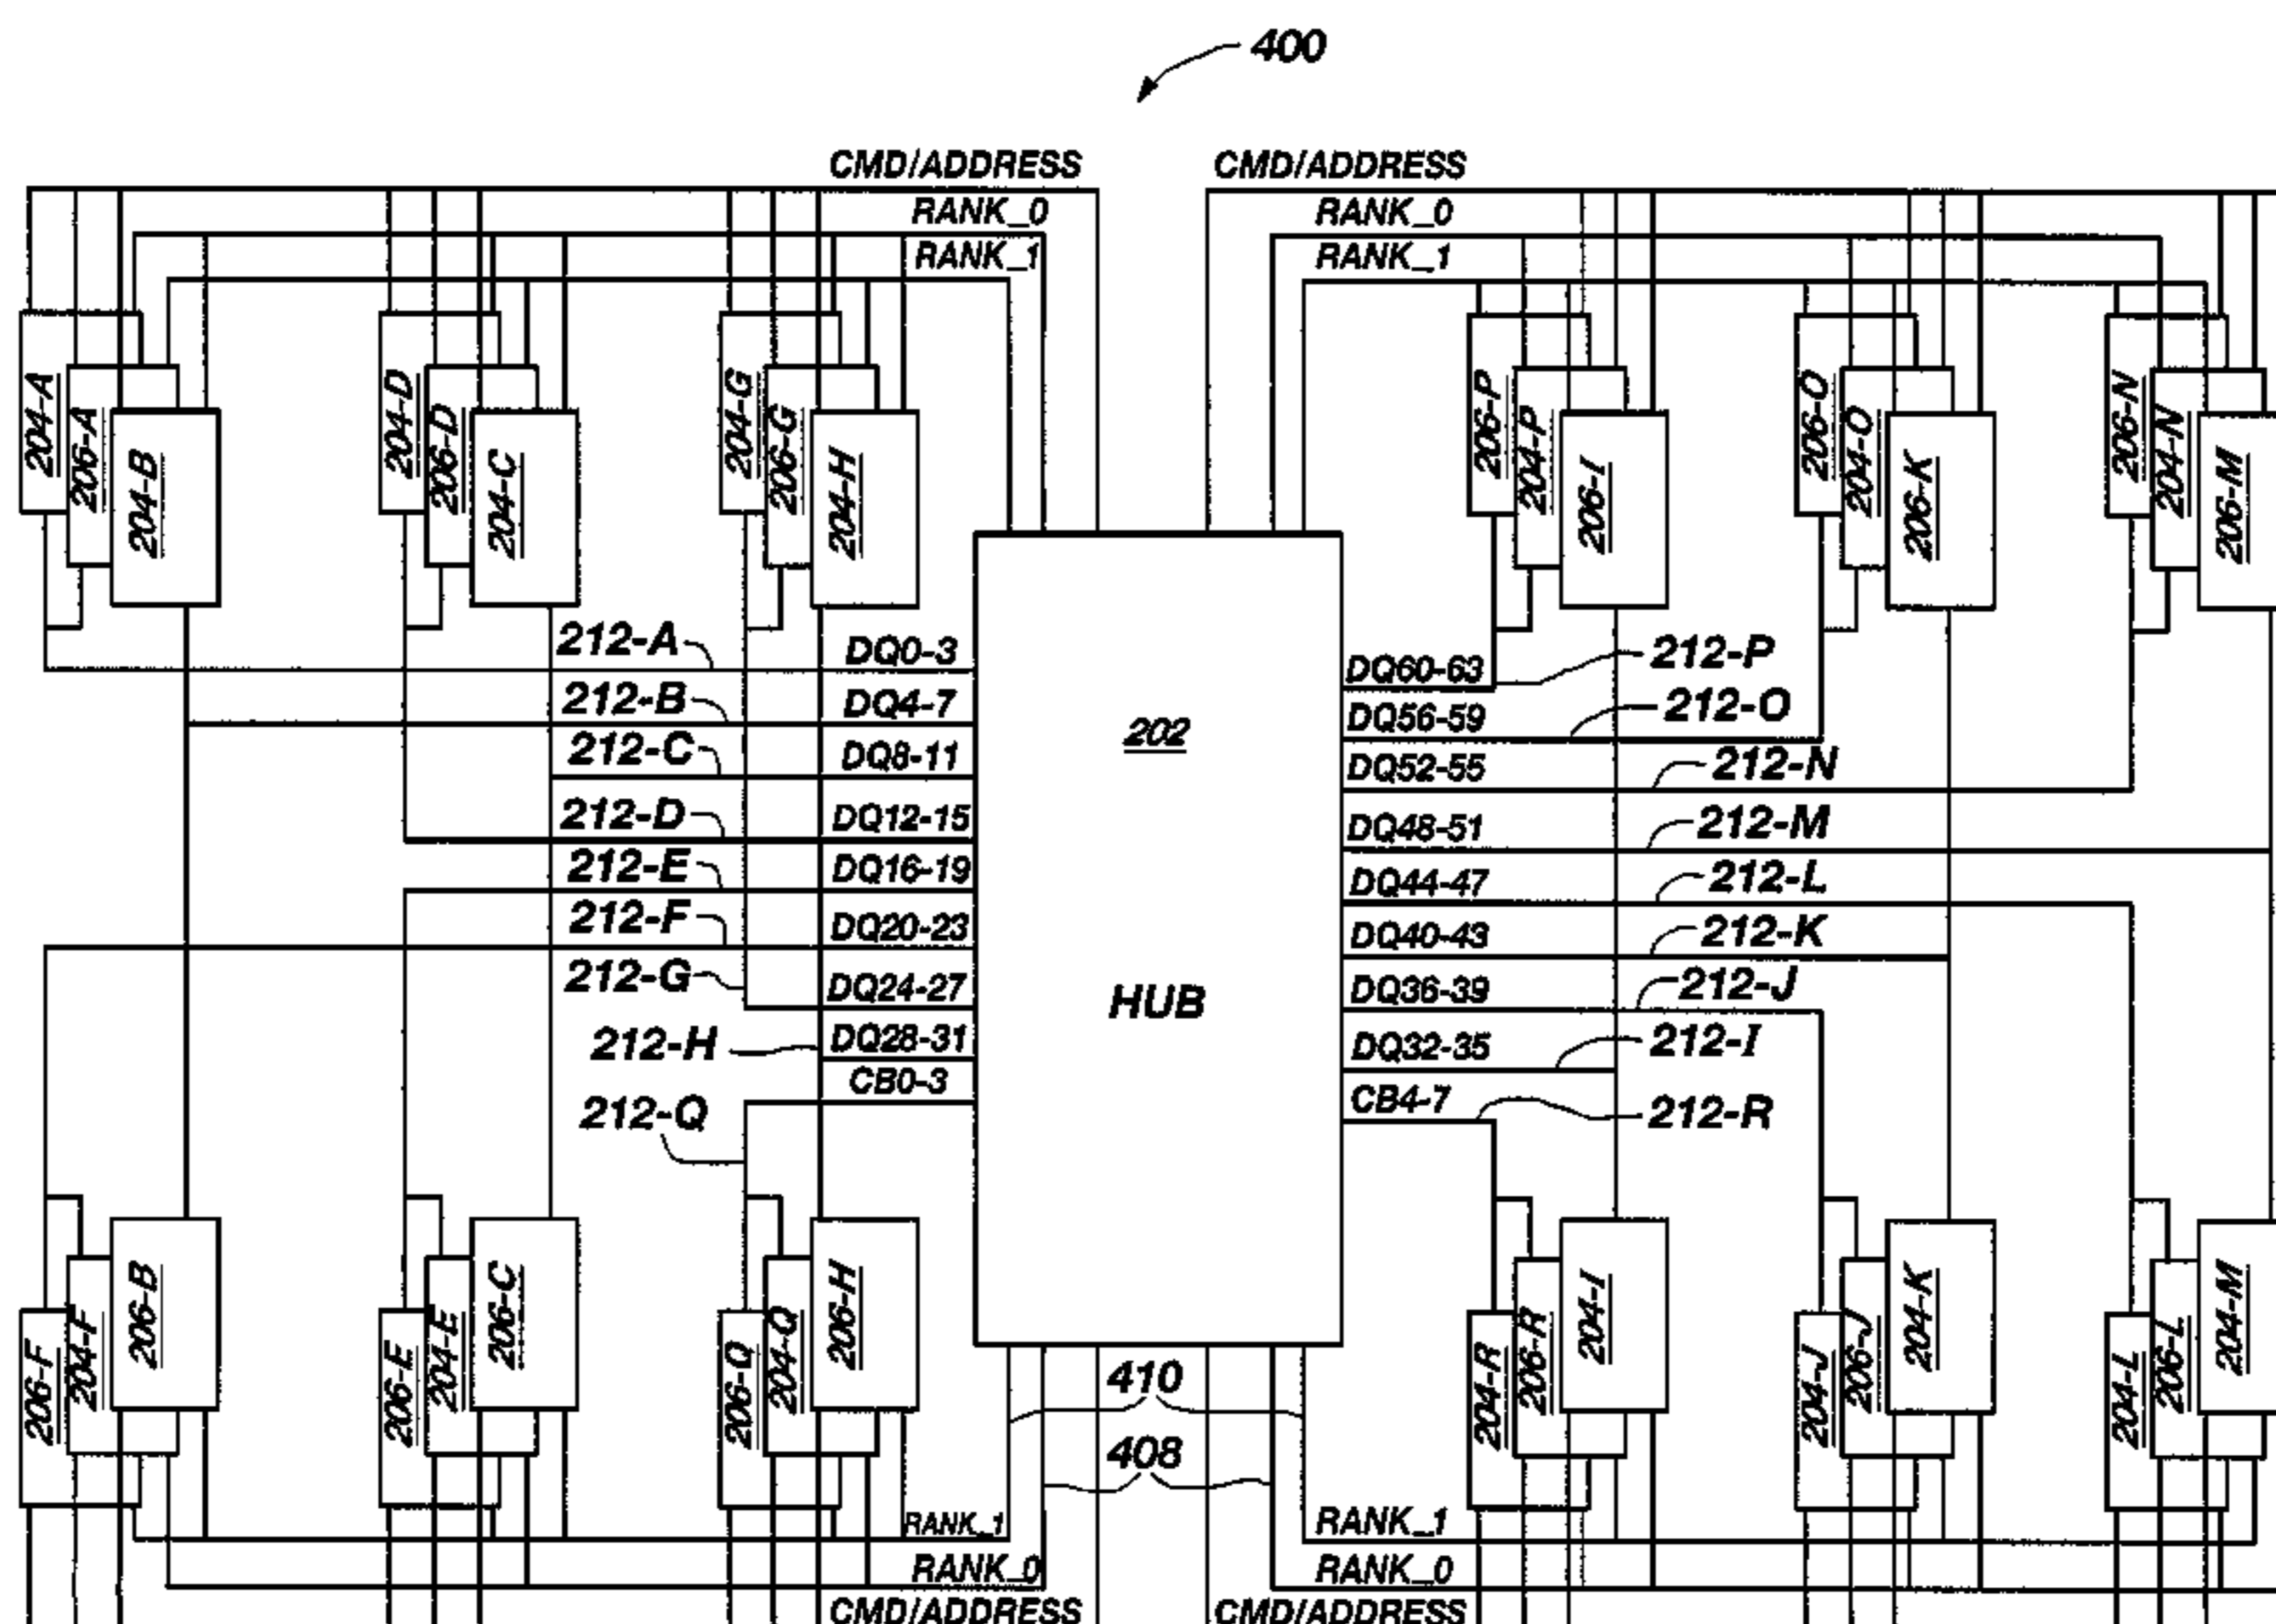 400
CMD/ADDRESS CMD/ADDRESS
RANK_0 RANK_0
RANK_1 RANK_1
204-A 206-A 204-B 204-D 206-D 204-C 204-G 206-G 204-H 206-P 204-P 206-I 206-O 204-O 206-K 206-N 204-N 206-M
212-A DQ0-3
DQ60-63 212-P
212-B DQ4-7
DQ56-59 212-O
202
212-C DQ8-11
DQ52-55 212-N
212-D DQ12-15
DQ48-51 212-M
212-E DQ16-19
DQ44-47 212-L
212-F DQ20-23
DQ40-43 212-K
212-G DQ24-27
DQ36-39 212-J
HUB
212-H DQ28-31
DQ32-35 212-I
CB0-3
CB4-7 212-R
212-Q
206-F 204-F 206-B 206-E 204-E 206-C 206-Q 204-Q 206-H 204-R 206-R 204-I 204-J 206-J 204-K 204-L 206-L 204-M
410
408
RANK_1 RANK_1
RANK_0 RANK_0
CMD/ADDRESS CMD/ADDRESS